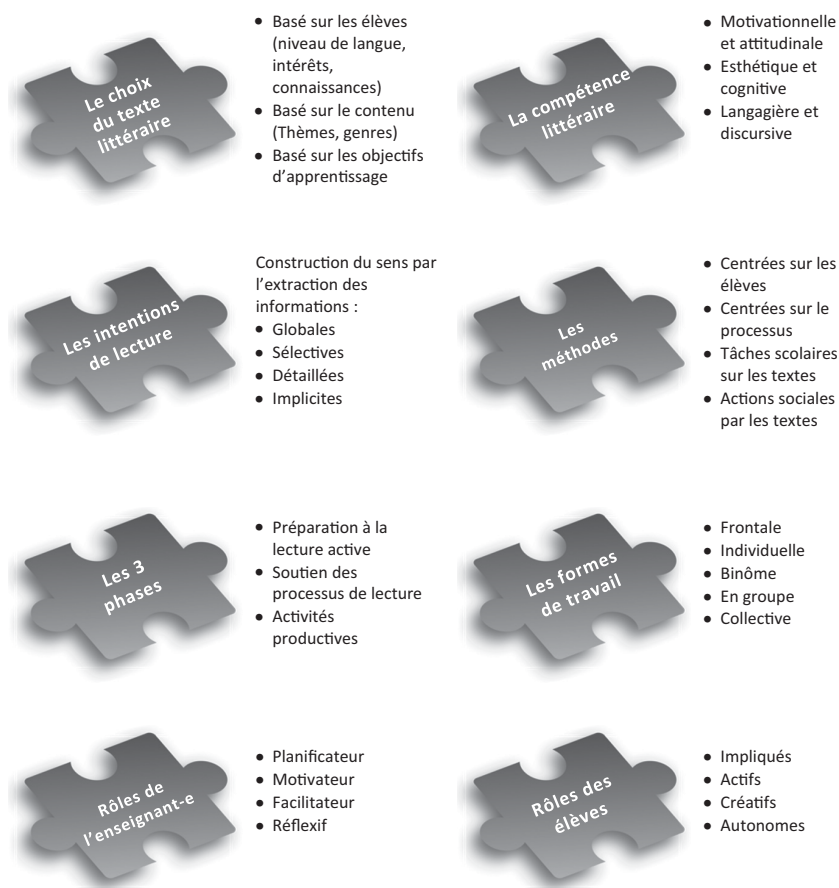 Le choix
du texte
littéraire
• Basé sur les élèves
(niveau de langue,
intérêts,
connaissances)
• Basé sur le contenu
(Thèmes, genres)
• Basé sur les objectifs
d'apprentissage
La compétence
littéraire
• Motivationnelle
et attitudinale
• Esthétique et
cognitive
• Langagière et
discursive
Les intentions
de lecture
Construction du sens par
l'extraction des
informations :
• Globales
• Sélectives
• Détaillées
• Implicites
Les
méthodes
• Centrées sur les
élèves
• Centrées sur le
processus
• Tâches scolaires
sur les textes
• Actions sociales
par les textes
Les 3
phases
• Préparation à la
lecture active
• Soutien des
processus de lecture
• Activités
productives
Les formes
de travail
• Frontale
• Individuelle
• Binôme
• En groupe
• Collective
Rôles de
l'enseignant-e
• Planificateur
• Motivateur
• Facilitateur
• Réflexif
Rôles des
élèves
• Impliqués
• Actifs
• Créatifs
• Autonomes